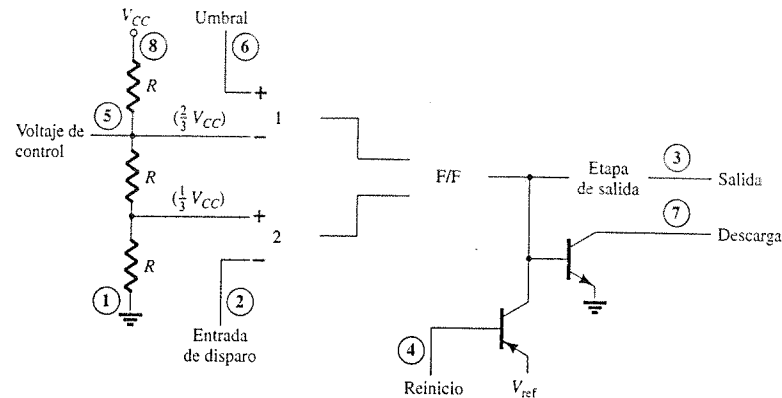 V_CC
8
Umbral
6
R
+
5
(2/3 V_CC)
1
−
Voltaje de
control
R
F/F
Etapa
de salida
3
Salida
(1/3 V_CC)
+
2
7
Descarga
−
R
1
2
Entrada
de disparo
4
Reinicio
V_ref